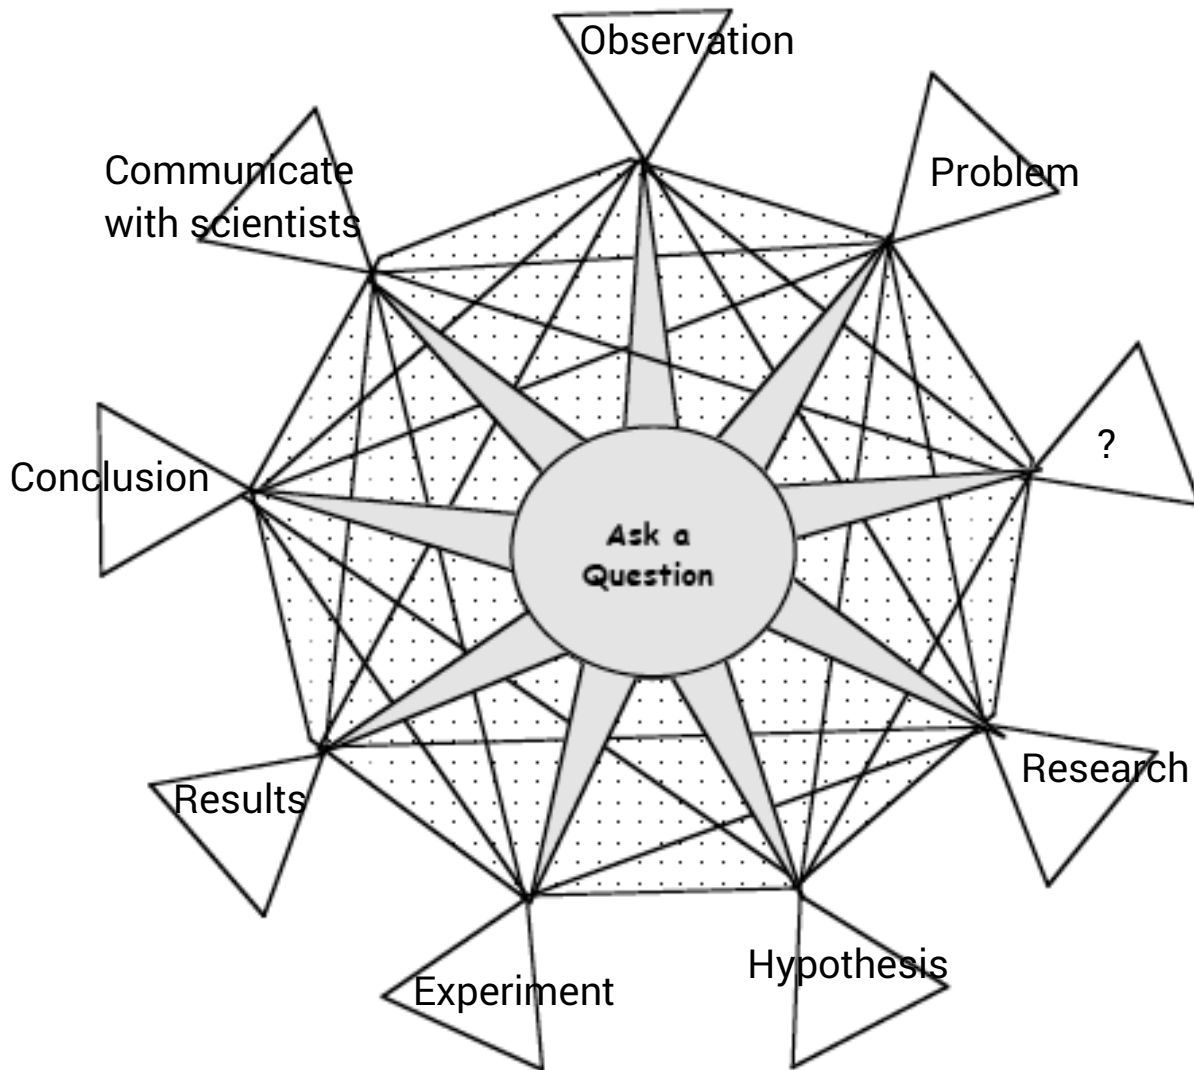 Observation
Problem
Communicate
with scientists
?
Conclusion
Ask a
Question
Research
Results
Hypothesis
Experiment